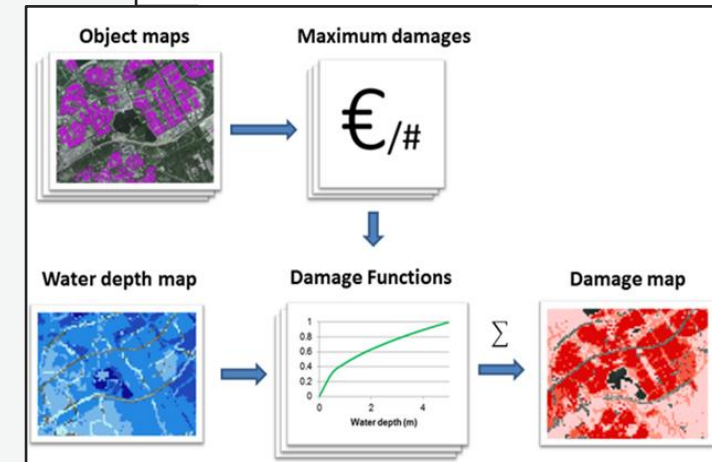 Object maps
Maximum damages
€/#
Water depth map
Damage Functions
Damage map
1
0.8
0.6
0.4
0.2
0
0 2 4
Water depth (m)
∑